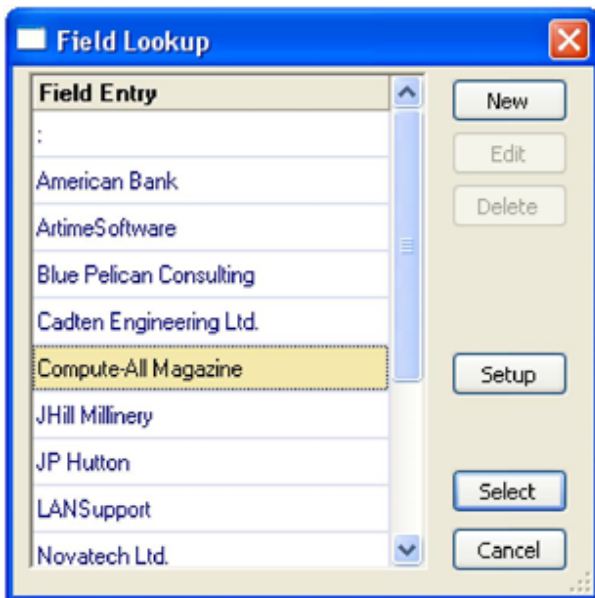 Field Lookup
Field Entry
:
American Bank
ArtimeSoftware
Blue Pelican Consulting
Cadten Engineering Ltd.
Compute-All Magazine
JHill Millinery
JP Hutton
LANSupport
Novatech Ltd.
New
Edit
Delete
Setup
Select
Cancel